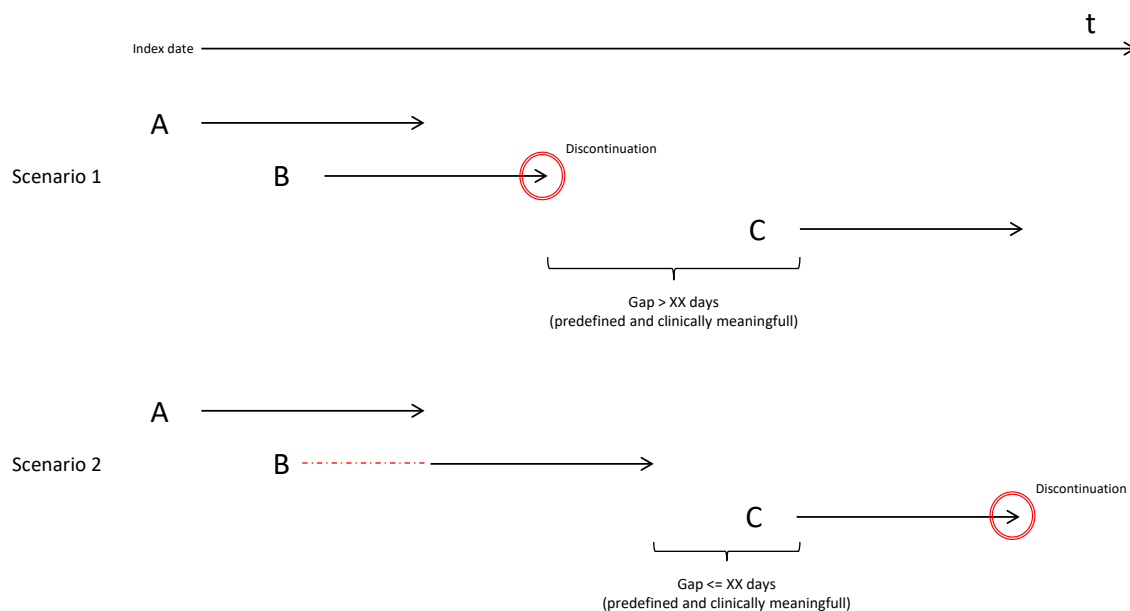 t
Index date
A
Discontinuation
Scenario 1
B
C
Gap > XX days
(predefined and clinically meaningfull)
A
Scenario 2
B
Discontinuation
C
Gap <= XX days
(predefined and clinically meaningfull)